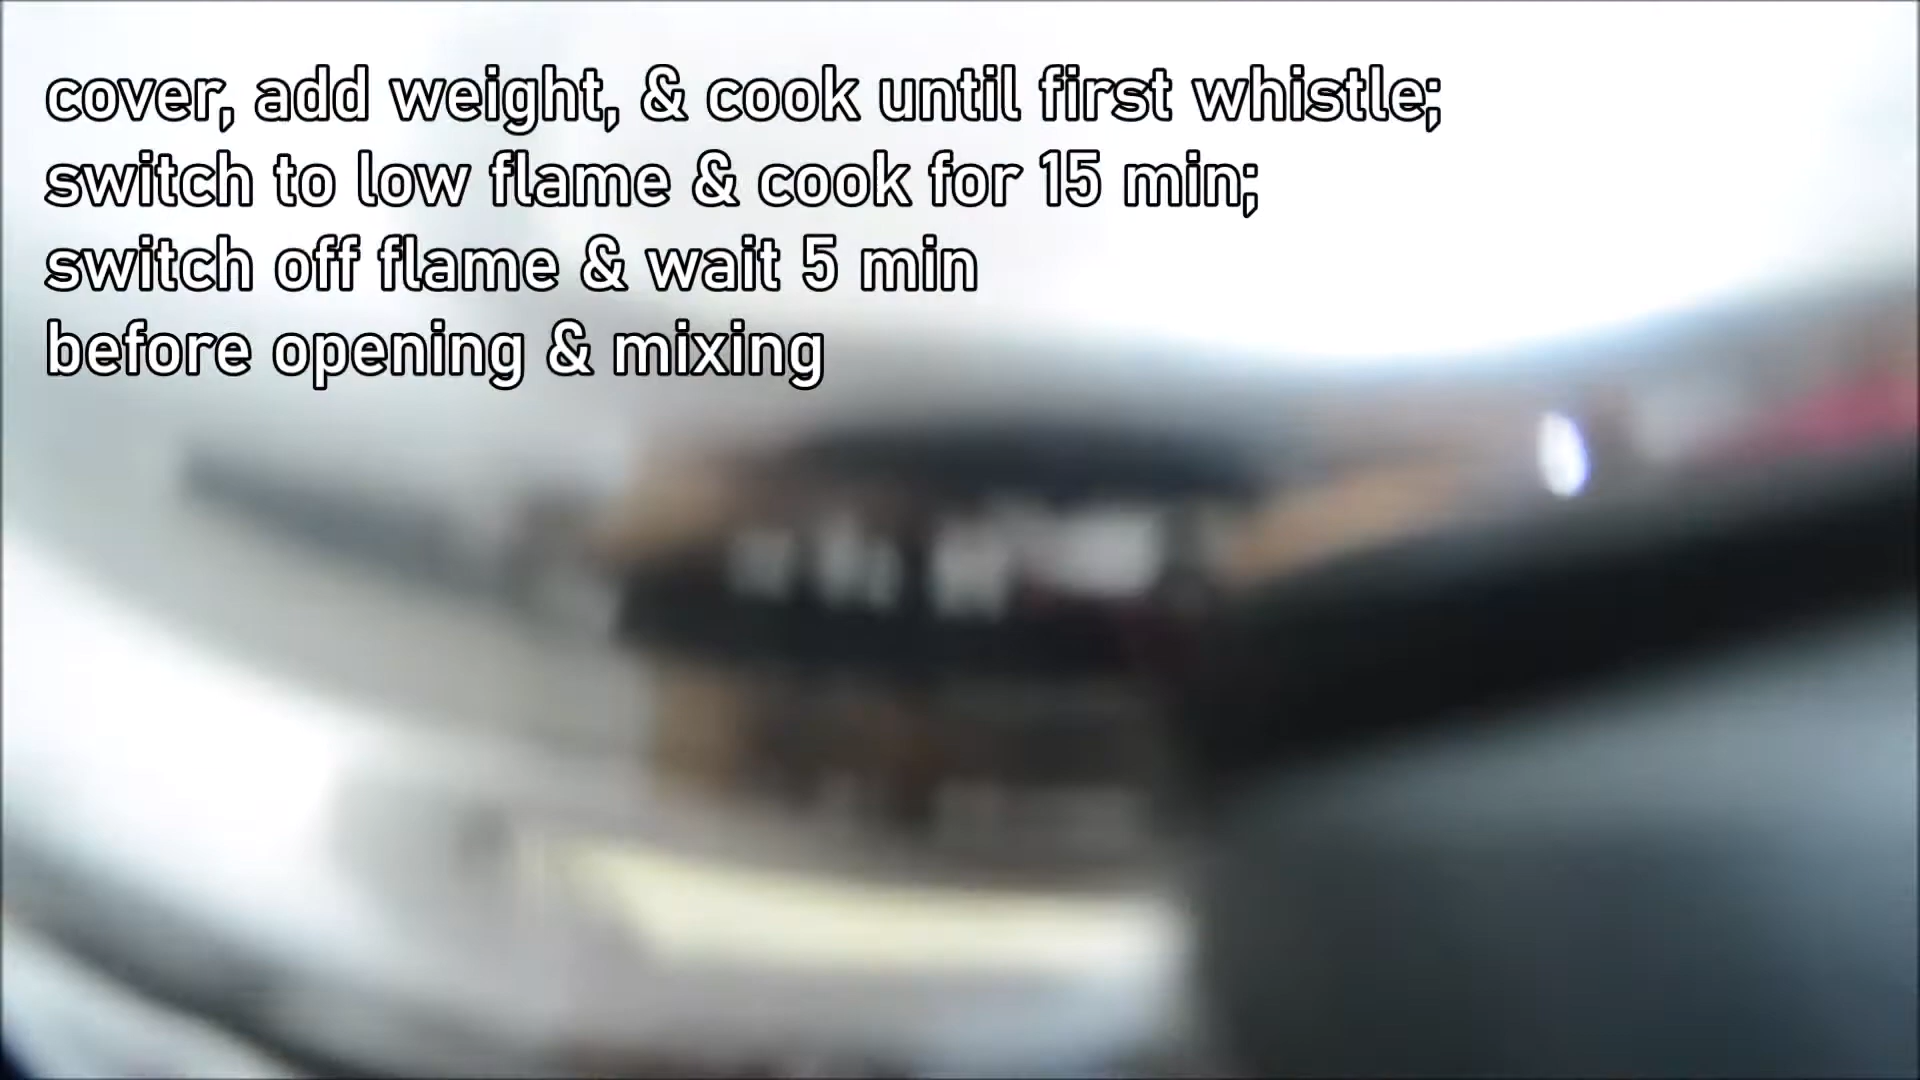 cover, add weight, & cook until first whistle;
switch to low flame & cook for 15 min;
switch off flame & wait 5 min
before opening & mixing